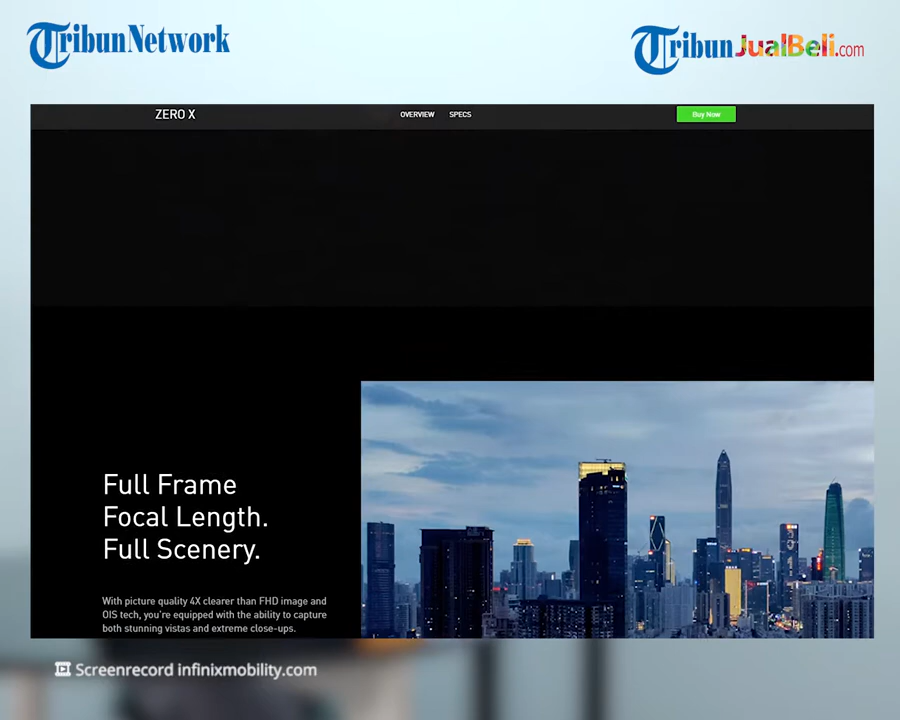 TribunNetwork
TribunJualBeli.com
ZERO X
OVERVIEW SPECS
Buy Now
Full Frame
Focal Length.
Full Scenery.
With picture quality 4X clearer than FHD image and
OIS tech, you're equipped with the ability to capture
both stunning vistas and extreme close-ups.
Screenrecord infinixmobility.com